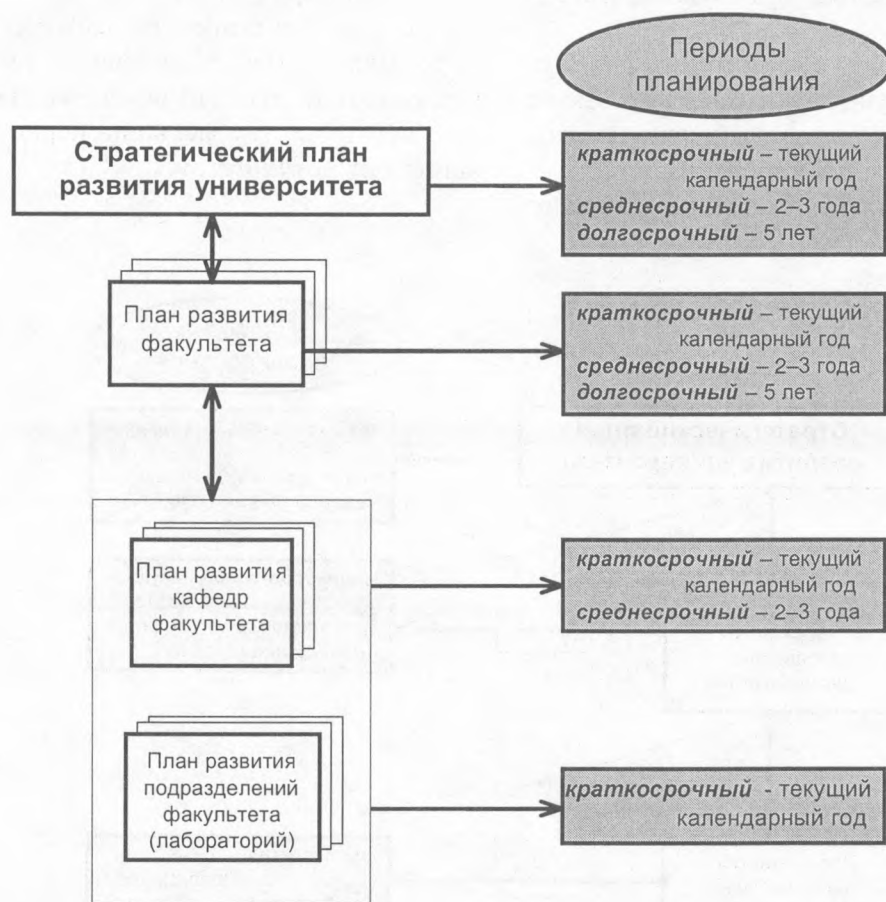 Периоды
планирования
Стратегический план
развития университета
краткосрочный – текущий
календарный год
среднесрочный – 2–3 года
долгосрочный – 5 лет
План развития
факультета
краткосрочный – текущий
календарный год
среднесрочный – 2–3 года
долгосрочный – 5 лет
План развития
кафедр
факультета
краткосрочный – текущий
календарный год
среднесрочный – 2–3 года
План развития
подразделений
факультета
(лабораторий)
краткосрочный - текущий
календарный год